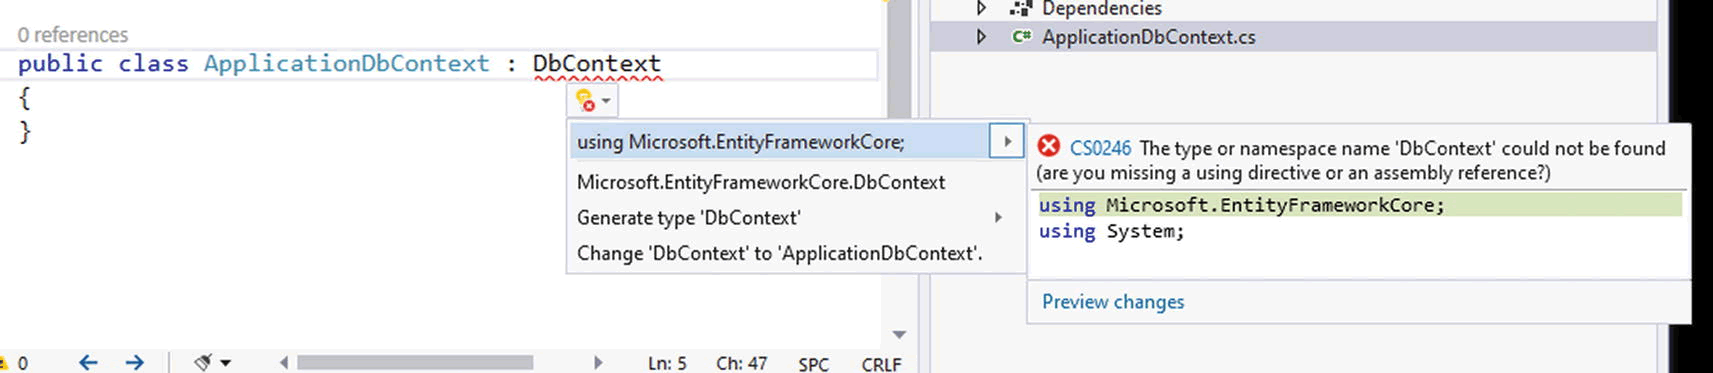 0 references
public class ApplicationDbContext : DbContext
{
}
using Microsoft.EntityFrameworkCore;
Microsoft.EntityFrameworkCore.DbContext
Generate type 'DbContext'
Change 'DbContext' to 'ApplicationDbContext'.
Dependencies
C# ApplicationDbContext.cs
CS0246 The type or namespace name 'DbContext' could not be found
(are you missing a using directive or an assembly reference?)
using Microsoft.EntityFrameworkCore;
using System;
Preview changes
0
Ln: 5 Ch: 47 SPC CRLF